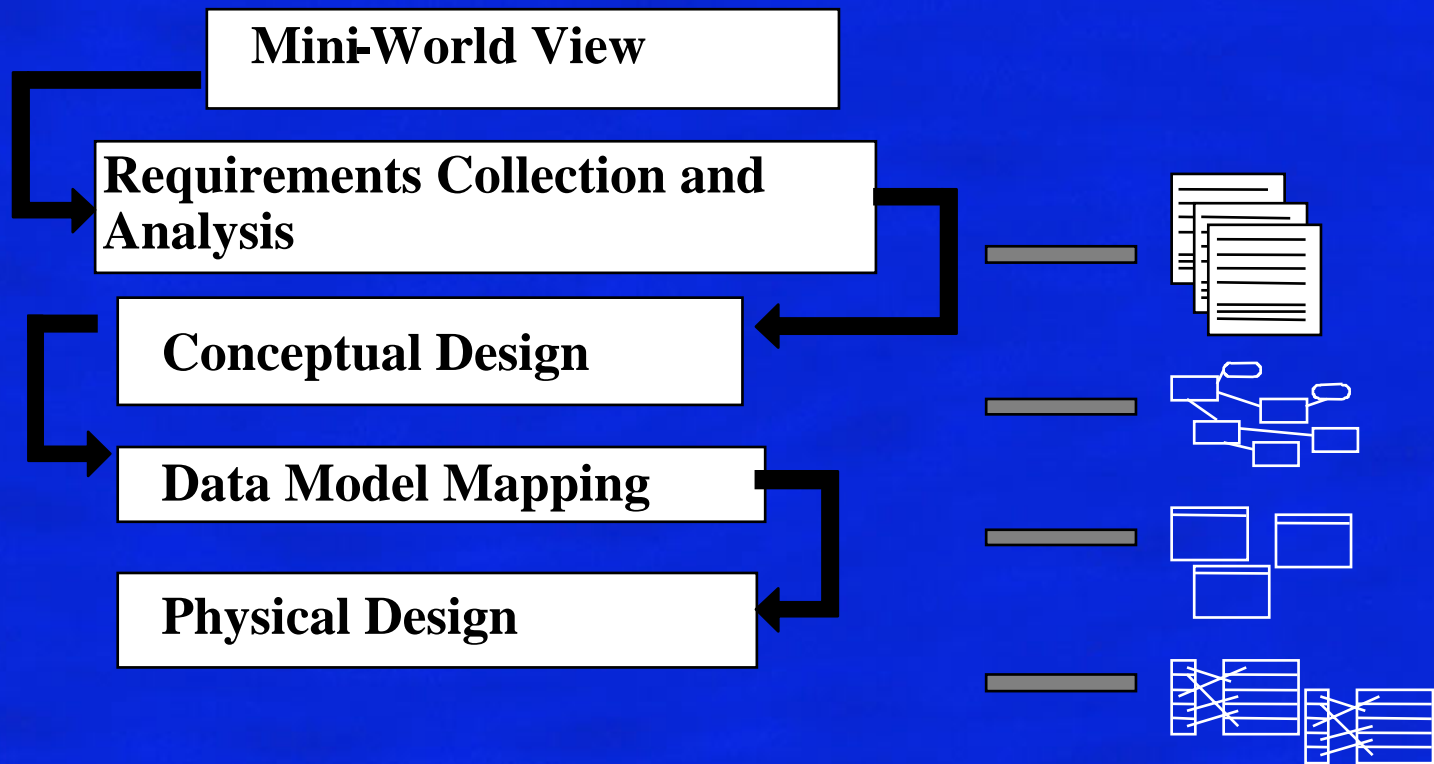 Mini-World View
Requirements Collection and
Analysis
Conceptual Design
Data Model Mapping
Physical Design